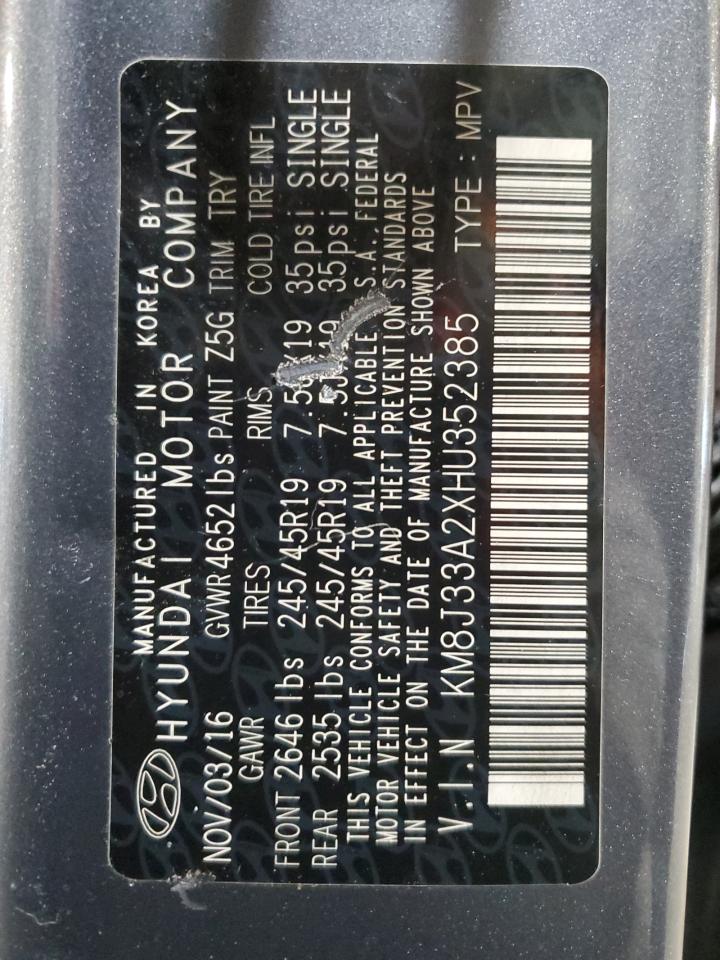 MANUFACTURED IN KOREA BY
HYUNDAI MOTOR COMPANY
NOV/03/16 GVWR 4652 lbs PAINT Z5G TRIM TRY
GAWR TIRES RIMS COLD TIRE INFL
FRONT 2646 lbs 245/45R19 35psi SINGLE
REAR 2535 lbs 245/45R19 35psi SINGLE
THIS VEHICLE CONFORMS TO ALL APPLICABLE FEDERAL
MOTOR VEHICLE SAFETY AND THEFT PREVENTION STANDARDS
IN EFFECT ON THE DATE OF MANUFACTURE SHOWN ABOVE
V.I.N KM8J33A2XHU352385 TYPE : MPV